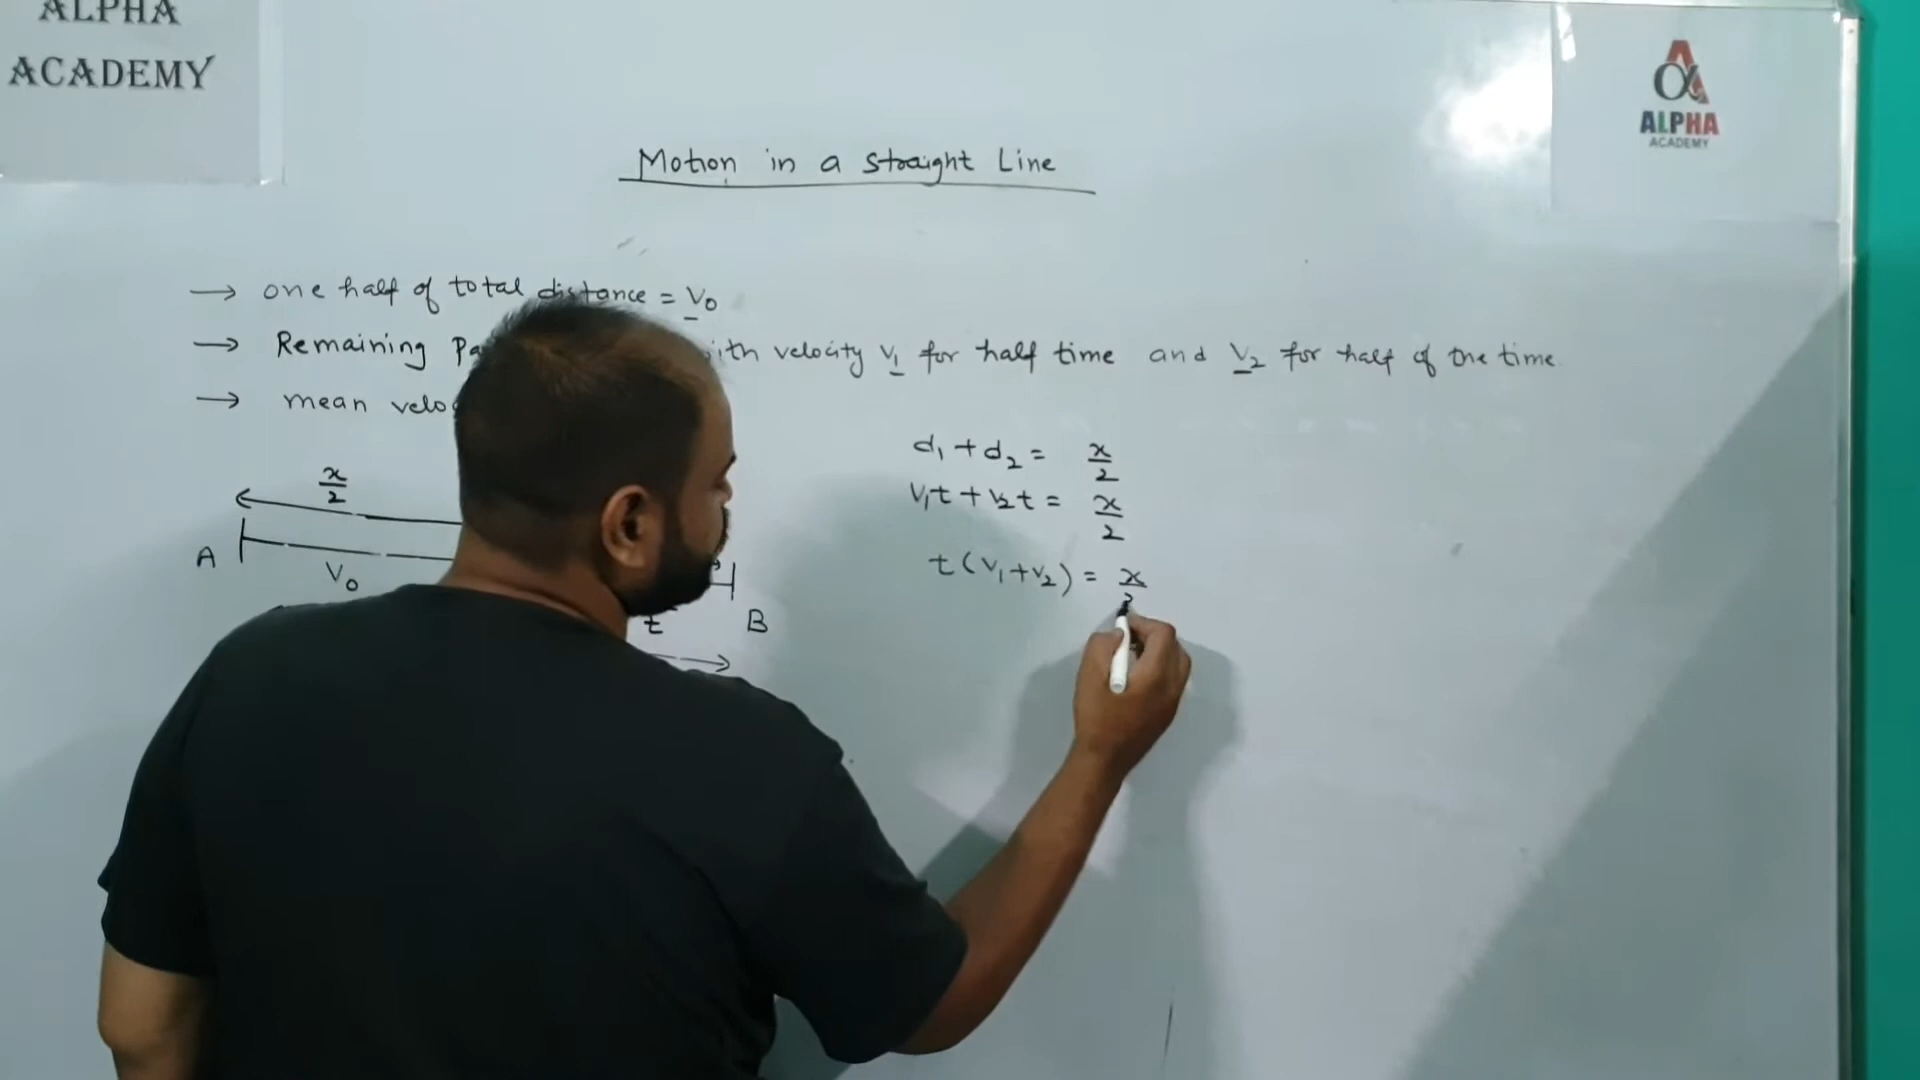 ALPHA
ACADEMY
ALPHA
ACADEMY
Motion in a straight Line
→ one half of total distance = V₀
→ Remaining Pa ith velocity V₁ for half time and V₂ for half of the time.
→ mean velo
x/2
A
V₀
t
B
d₁ + d₂ = x/2
V₁t + V₂t = x/2
t(V₁+V₂) = x/2